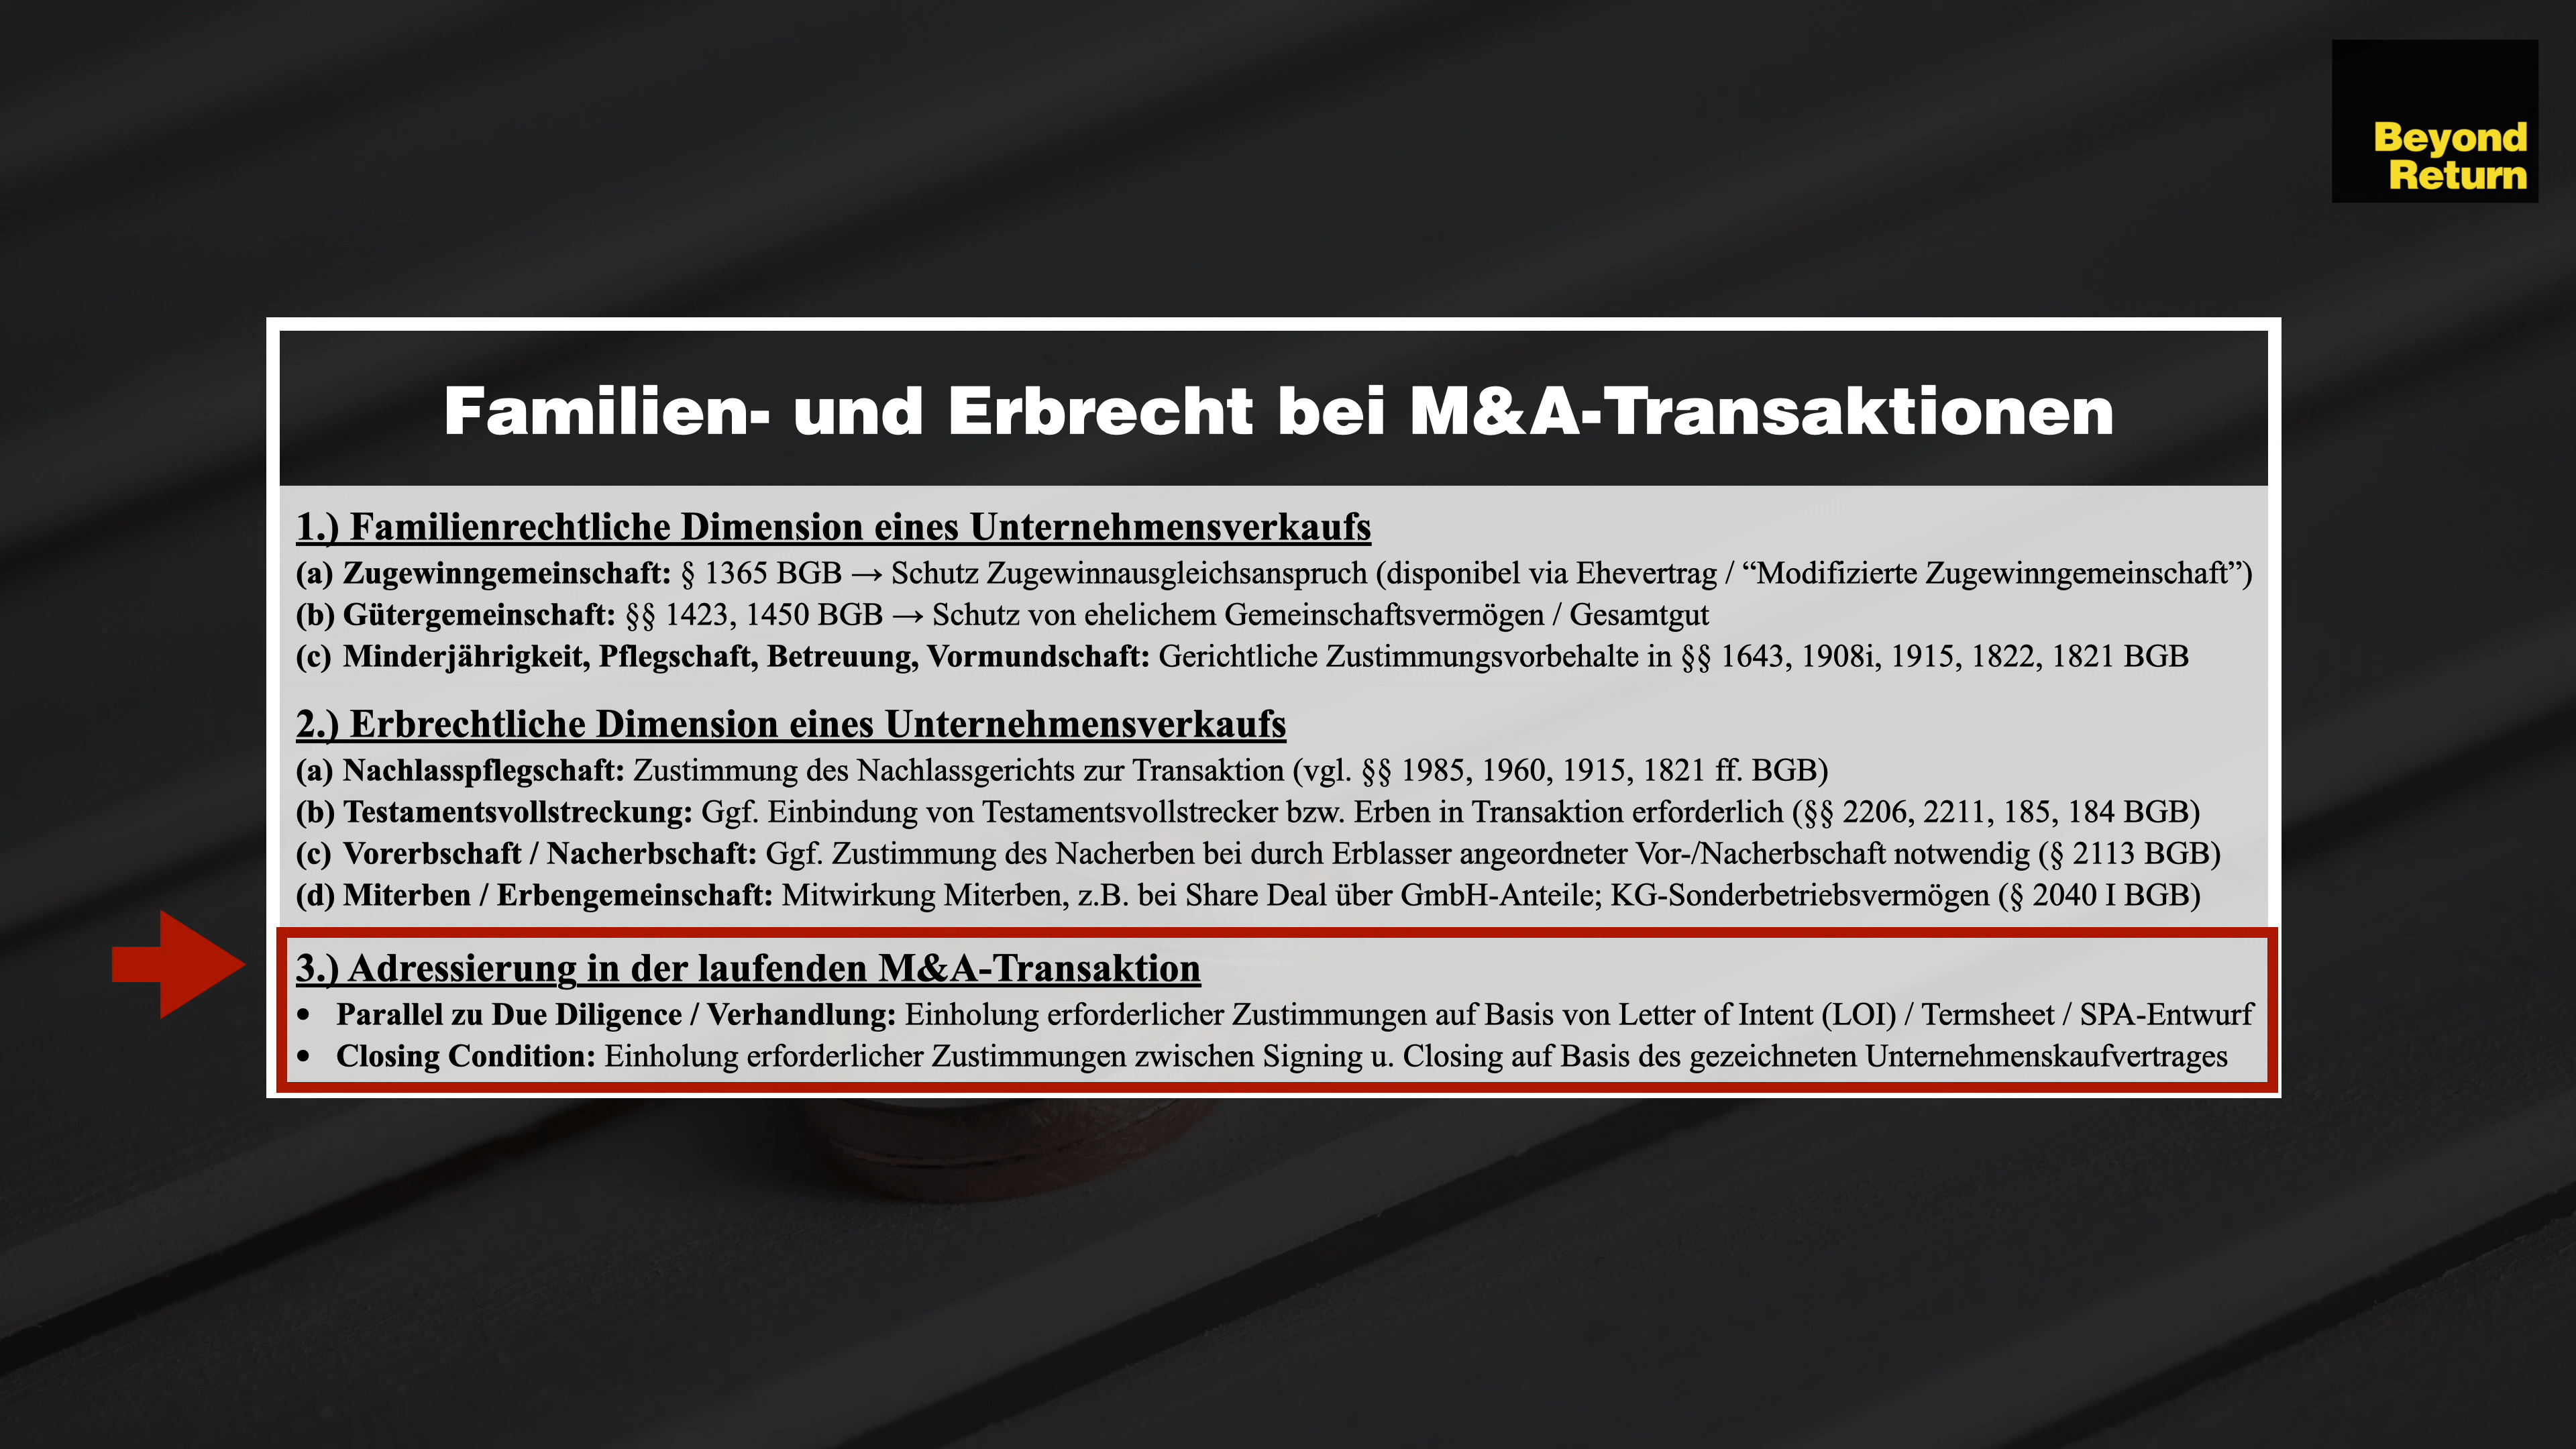 Beyond
Return
Familien- und Erbrecht bei M&A-Transaktionen
1.) Familienrechtliche Dimension eines Unternehmensverkaufs
(a) Zugewinngemeinschaft: § 1365 BGB → Schutz Zugewinnausgleichsanspruch (disponibel via Ehevertrag / “Modifizierte Zugewinngemeinschaft”)
(b) Gütergemeinschaft: §§ 1423, 1450 BGB → Schutz von ehelichem Gemeinschaftsvermögen / Gesamtgut
(c) Minderjährigkeit, Pflegschaft, Betreuung, Vormundschaft: Gerichtliche Zustimmungsvorbehalte in §§ 1643, 1908i, 1915, 1822, 1821 BGB
2.) Erbrechtliche Dimension eines Unternehmensverkaufs
(a) Nachlasspflegschaft: Zustimmung des Nachlassgerichts zur Transaktion (vgl. §§ 1985, 1960, 1915, 1821 ff. BGB)
(b) Testamentsvollstreckung: Ggf. Einbindung von Testamentsvollstrecker bzw. Erben in Transaktion erforderlich (§§ 2206, 2211, 185, 184 BGB)
(c) Vorerbschaft / Nacherbschaft: Ggf. Zustimmung des Nacherben bei durch Erblasser angeordneter Vor-/Nacherbschaft notwendig (§ 2113 BGB)
(d) Miterben / Erbengemeinschaft: Mitwirkung Miterben, z.B. bei Share Deal über GmbH-Anteile; KG-Sonderbetriebsvermögen (§ 2040 I BGB)
3.) Adressierung in der laufenden M&A-Transaktion
• Parallel zu Due Diligence / Verhandlung: Einholung erforderlicher Zustimmungen auf Basis von Letter of Intent (LOI) / Termsheet / SPA-Entwurf
• Closing Condition: Einholung erforderlicher Zustimmungen zwischen Signing u. Closing auf Basis des gezeichneten Unternehmenskaufvertrages